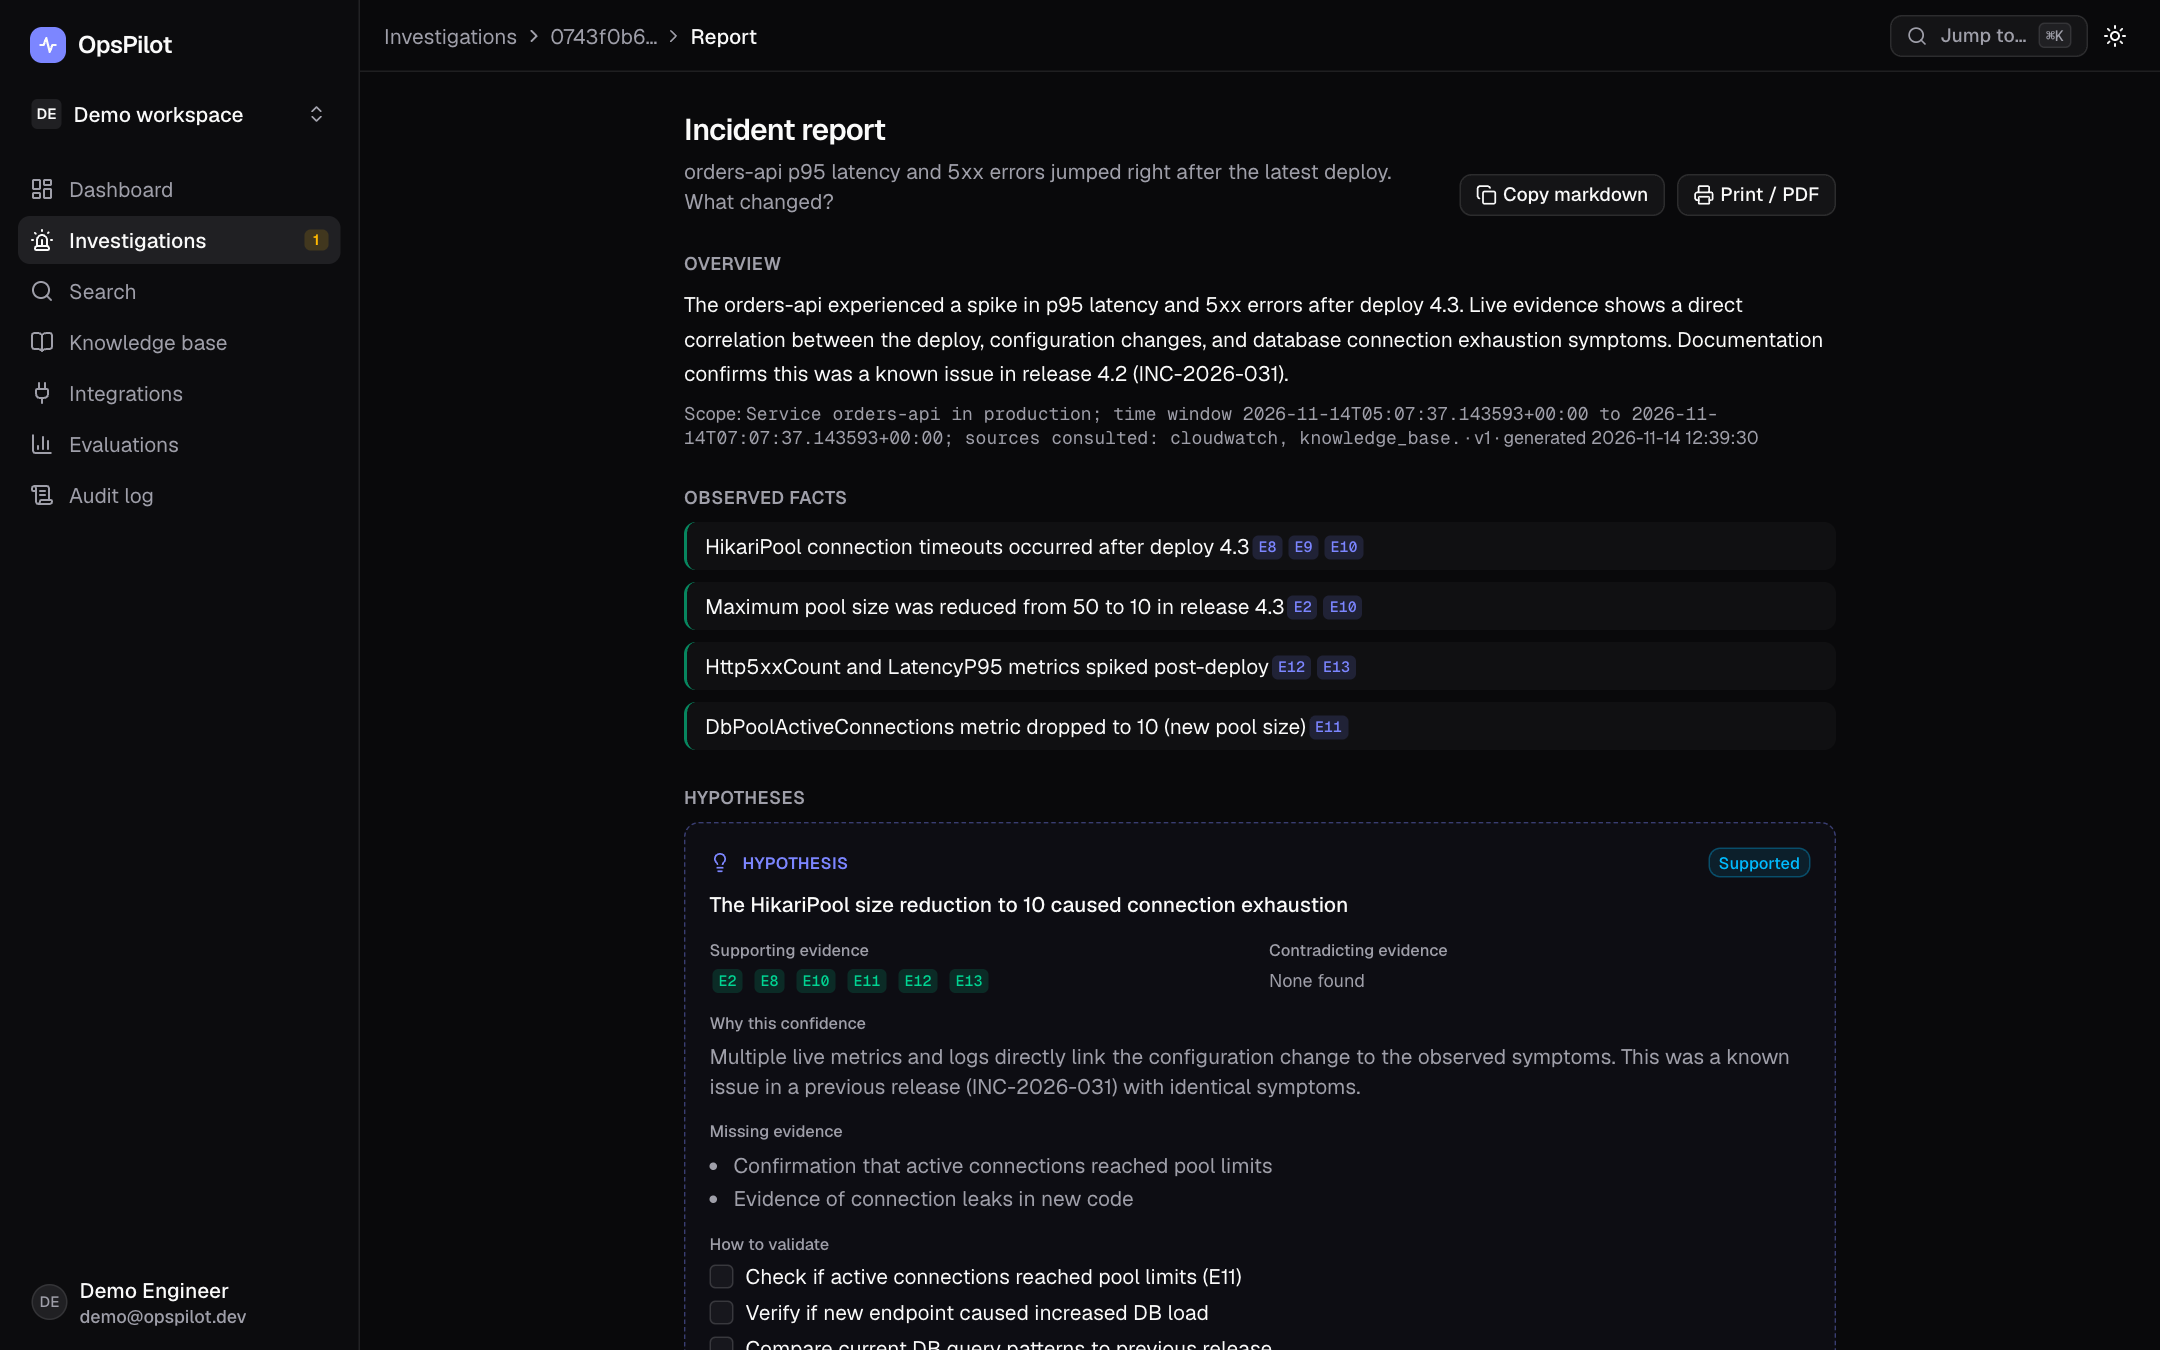 OpsPilot
DE Demo workspace
Dashboard
Investigations 1
Search
Knowledge base
Integrations
Evaluations
Audit log
DE Demo Engineer
demo@opspilot.dev
Investigations > 0743f0b6... > Report
Jump to... ⌘K
Incident report
orders-api p95 latency and 5xx errors jumped right after the latest deploy.
What changed?
Copy markdown
Print / PDF
OVERVIEW
The orders-api experienced a spike in p95 latency and 5xx errors after deploy 4.3. Live evidence shows a direct
correlation between the deploy, configuration changes, and database connection exhaustion symptoms. Documentation
confirms this was a known issue in release 4.2 (INC-2026-031).
Scope: Service orders-api in production; time window 2026-11-14T05:07:37.143593+00:00 to 2026-11-
14T07:07:37.143593+00:00; sources consulted: cloudwatch, knowledge_base. · v1 · generated 2026-11-14 12:39:30
OBSERVED FACTS
HikariPool connection timeouts occurred after deploy 4.3 E8 E9 E10
Maximum pool size was reduced from 50 to 10 in release 4.3 E2 E10
Http5xxCount and LatencyP95 metrics spiked post-deploy E12 E13
DbPoolActiveConnections metric dropped to 10 (new pool size) E11
HYPOTHESES
HYPOTHESIS
Supported
The HikariPool size reduction to 10 caused connection exhaustion
Supporting evidence
E2 E8 E10 E11 E12 E13
Contradicting evidence
None found
Why this confidence
Multiple live metrics and logs directly link the configuration change to the observed symptoms. This was a known
issue in a previous release (INC-2026-031) with identical symptoms.
Missing evidence
• Confirmation that active connections reached pool limits
• Evidence of connection leaks in new code
How to validate
Check if active connections reached pool limits (E11)
Verify if new endpoint caused increased DB load
Compare current DB query patterns to previous release